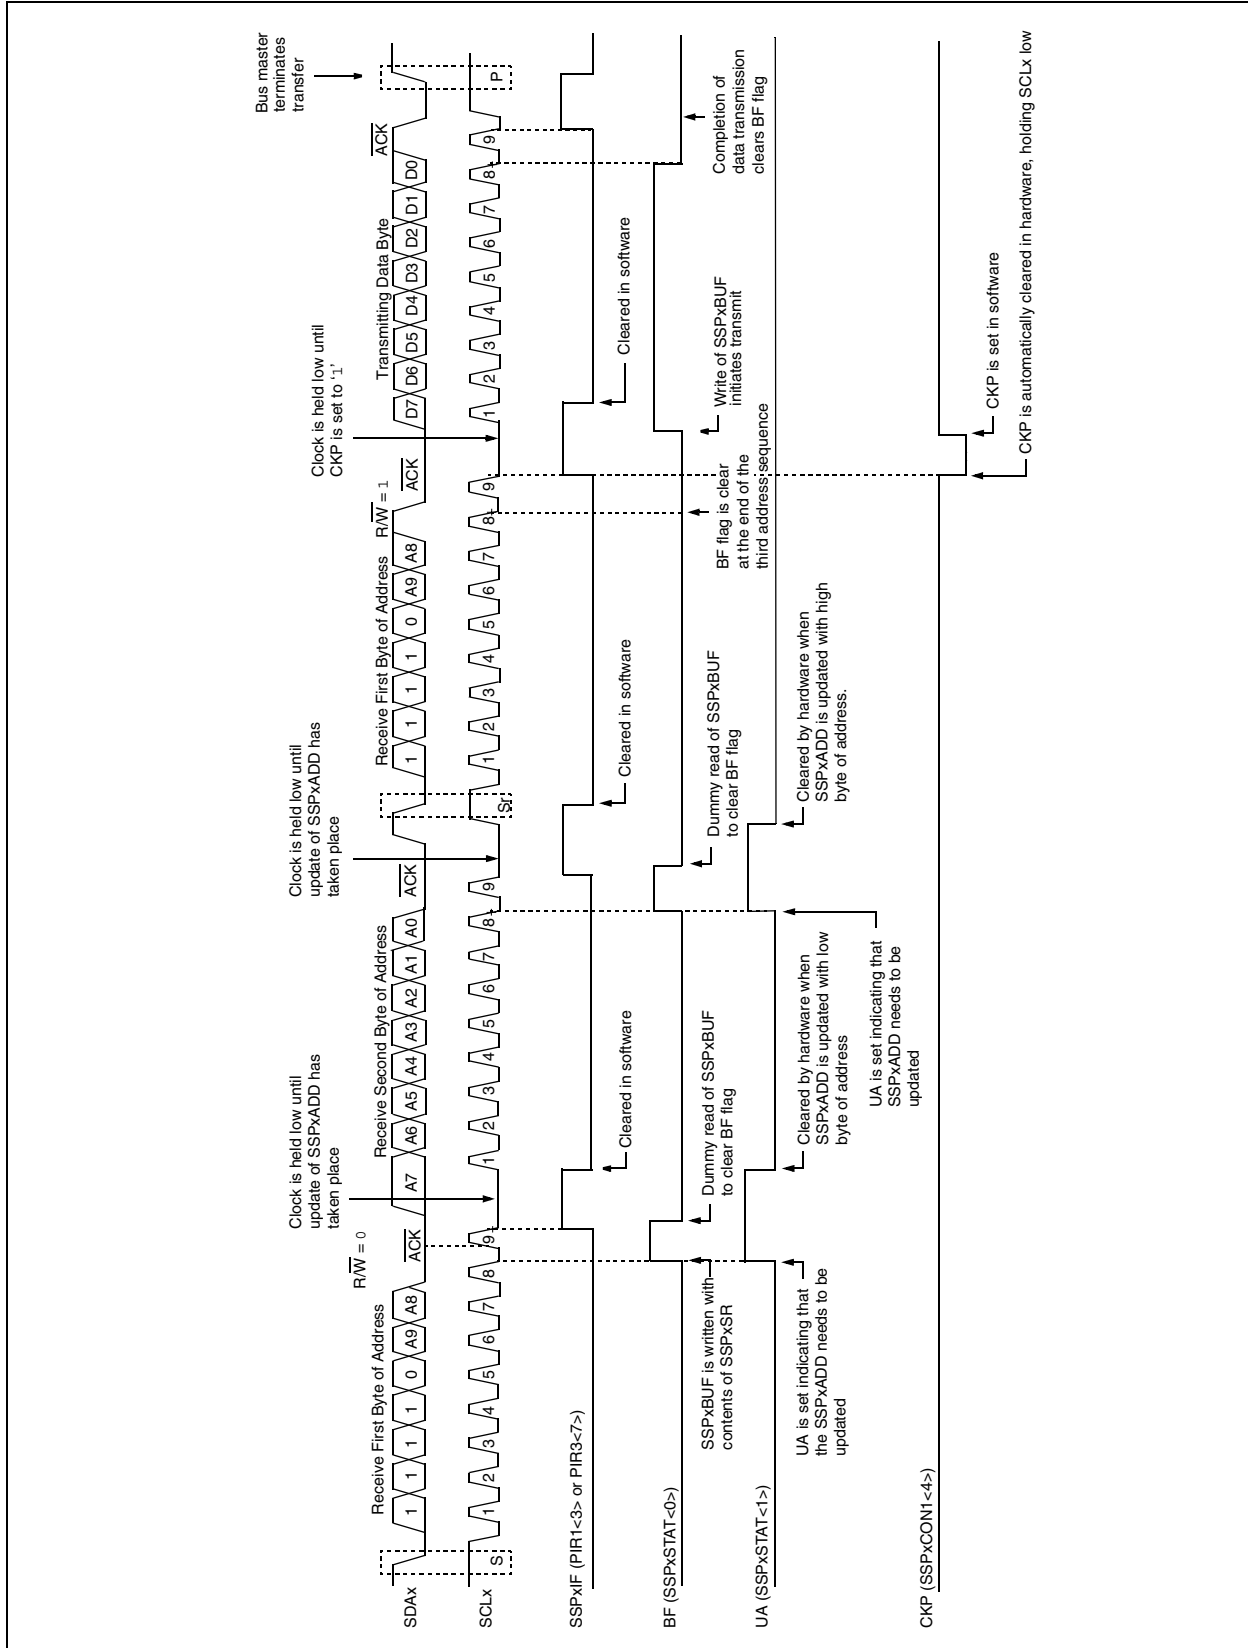 Bus master
terminates
transfer
Clock is held low until
CKP is set to ‘1’
Clock is held low until
update of SSPxADD has
taken place
Clock is held low until
update of SSPxADD has
taken place
R/W = 0
R/W = 1
Receive First Byte of Address
ACK
Receive Second Byte of Address
ACK
Receive First Byte of Address
ACK
Transmitting Data Byte
ACK
SDAx
1 1 1 1 0 A9 A8
A7 A6 A5 A4 A3 A2 A1 A0
1 1 1 1 0 A9 A8
D7 D6 D5 D4 D3 D2 D1 D0
SCLx
S 1 2 3 4 5 6 7 8 9
1 2 3 4 5 6 7 8 9
Sr 1 2 3 4 5 6 7 8 9
1 2 3 4 5 6 7 8 9 P
SSPxIF (PIR1<3> or PIR3<7>)
Cleared in software
Cleared in software
Cleared in software
BF (SSPxSTAT<0>)
SSPxBUF is written with
contents of SSPxSR
Dummy read of SSPxBUF
to clear BF flag
Dummy read of SSPxBUF
to clear BF flag
BF flag is clear
at the end of the
third address sequence
Write of SSPxBUF
initiates transmit
Completion of
data transmission
clears BF flag
UA (SSPxSTAT<1>)
UA is set indicating that
the SSPxADD needs to be
updated
Cleared by hardware when
SSPxADD is updated with low
byte of address
UA is set indicating that
SSPxADD needs to be
updated
Cleared by hardware when
SSPxADD is updated with high
byte of address.
CKP (SSPxCON1<4>)
CKP is set in software
CKP is automatically cleared in hardware, holding SCLx low